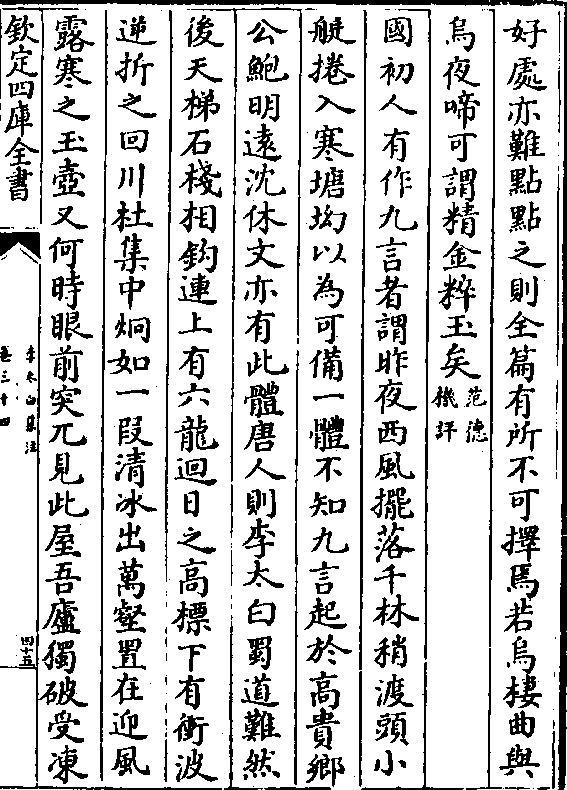 好處亦難點點之則全篇有所不可擇焉若烏棲曲與
烏夜啼可謂精金粹玉矣范德機評
國初人有作九言者謂昨夜西風擺落千林稍渡頭小
艇捲入寒塘坳以為可備一體不知九言起於高貴鄉
公鮑明遠沈休文亦有此體唐人則李太白蜀道難然
後天梯石棧相鈎連上有六龍迴日之高標下有衝波
逆折之回川杜集中炯如一段清冰出萬壑置在迎風
露寒之玉壺又何時眼前突兀見此屋吾廬獨破受凍
欽定四庫全書
李太白集注
卷三十四
四十五